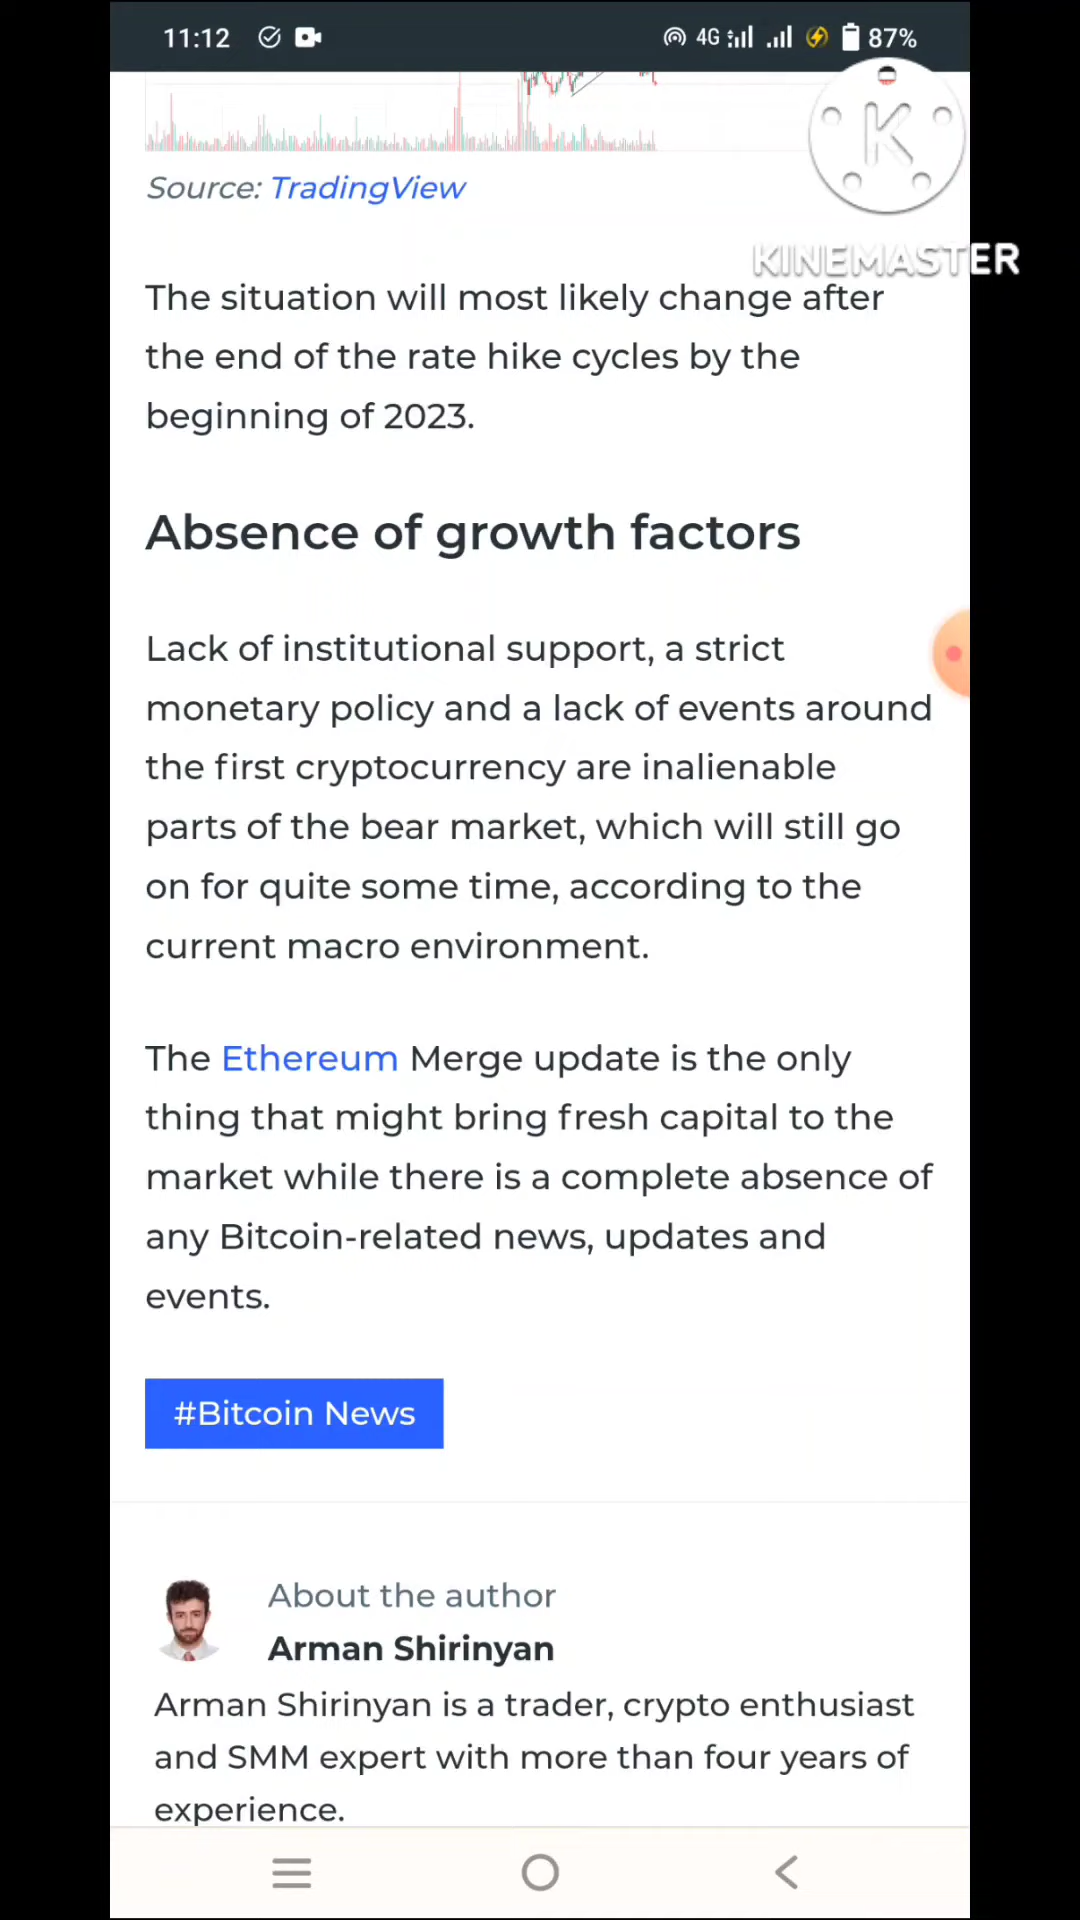 11:12 4G 87%
K
KINEMASTER
Source: TradingView
The situation will most likely change after
the end of the rate hike cycles by the
beginning of 2023.
Absence of growth factors
Lack of institutional support, a strict
monetary policy and a lack of events around
the first cryptocurrency are inalienable
parts of the bear market, which will still go
on for quite some time, according to the
current macro environment.
The Ethereum Merge update is the only
thing that might bring fresh capital to the
market while there is a complete absence of
any Bitcoin-related news, updates and
events.
#Bitcoin News
About the author
Arman Shirinyan
Arman Shirinyan is a trader, crypto enthusiast
and SMM expert with more than four years of
experience.